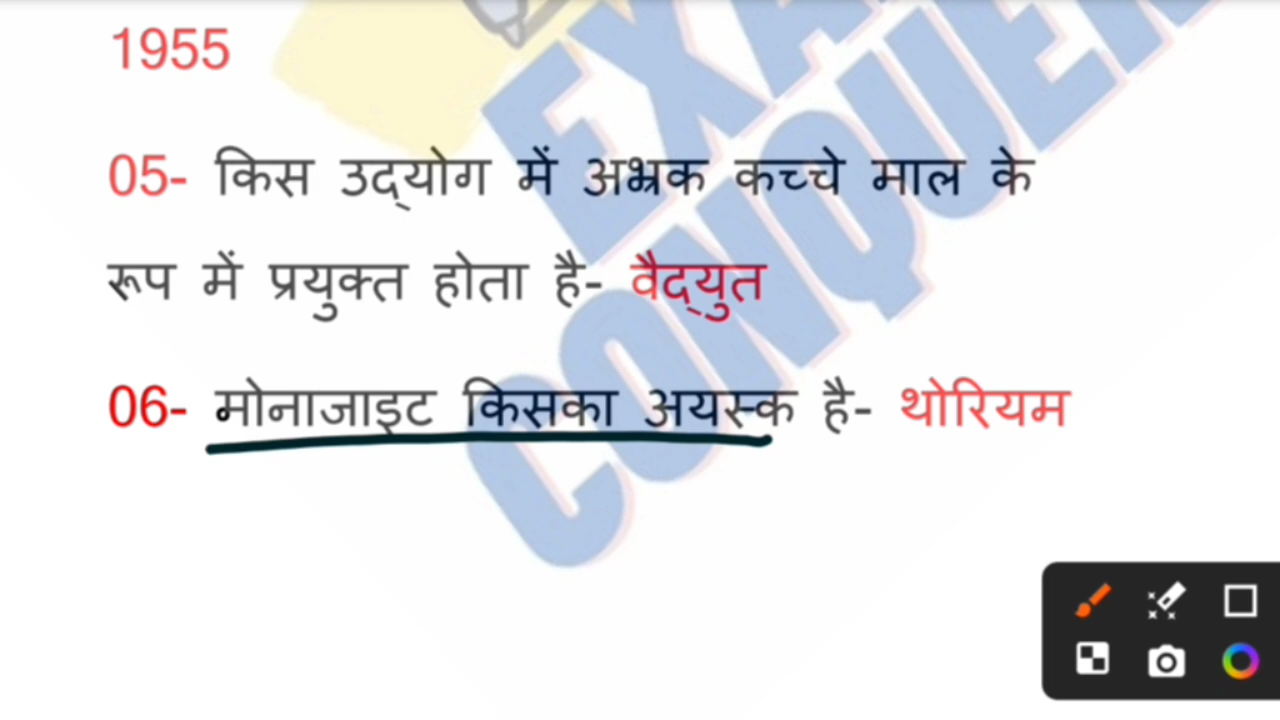 1955
05- किस उद्योग में अभ्रक कच्चे माल के
रूप में प्रयुक्त होता है- वैद्युत
06- मोनाजाइट किसका अयस्क है- थोरियम